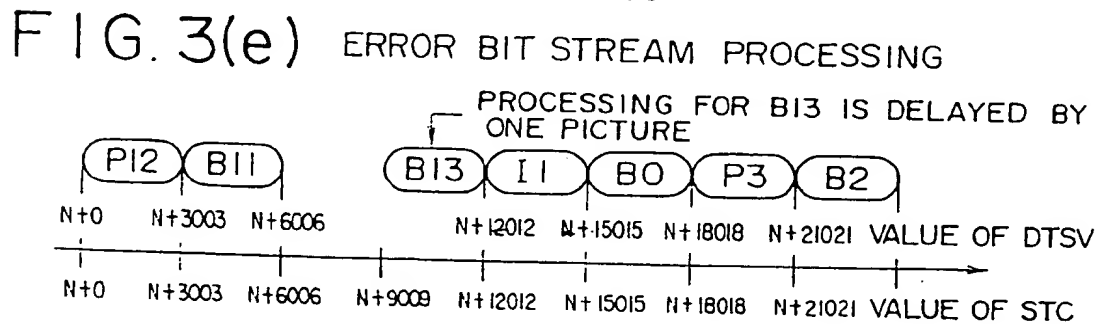 FIG. 3(e) ERROR BIT STREAM PROCESSING
PROCESSING FOR B13 IS DELAYED BY
ONE PICTURE
P12 B11 B13 I1 B0 P3 B2
N+0 N+3003 N+6006 N+12012 N+15015 N+18018 N+21021 VALUE OF DTSV
N+0 N+3003 N+6006 N+9009 N+12012 N+15015 N+18018 N+21021 VALUE OF STC